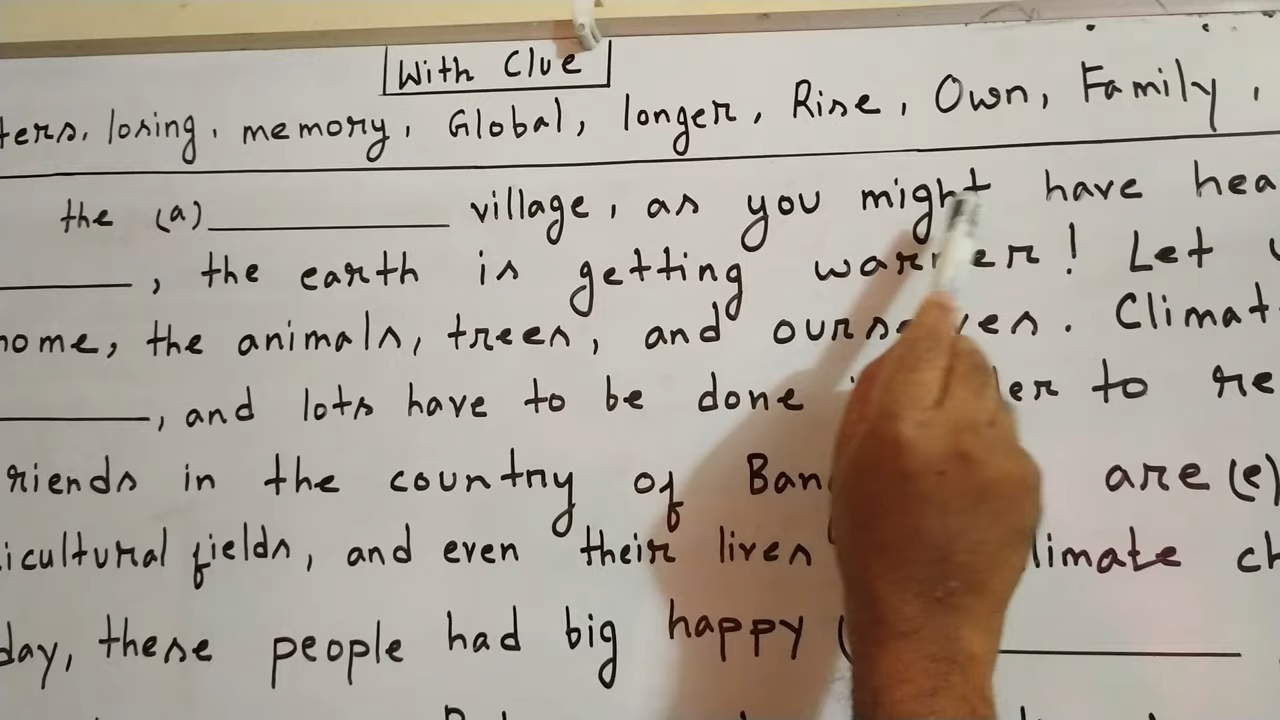 With Clue
ters, losing, memory, Global, longer, Rise, Own, Family,
the (a)__________ village, as you might have hea
______, the earth is getting warmer! Let
home, the animals, trees, and ourselves. Climat
______, and lots have to be done to re
riends in the country of Ban are (e)
icultural fields, and even their lives limate ch
day, these people had big happy (__________